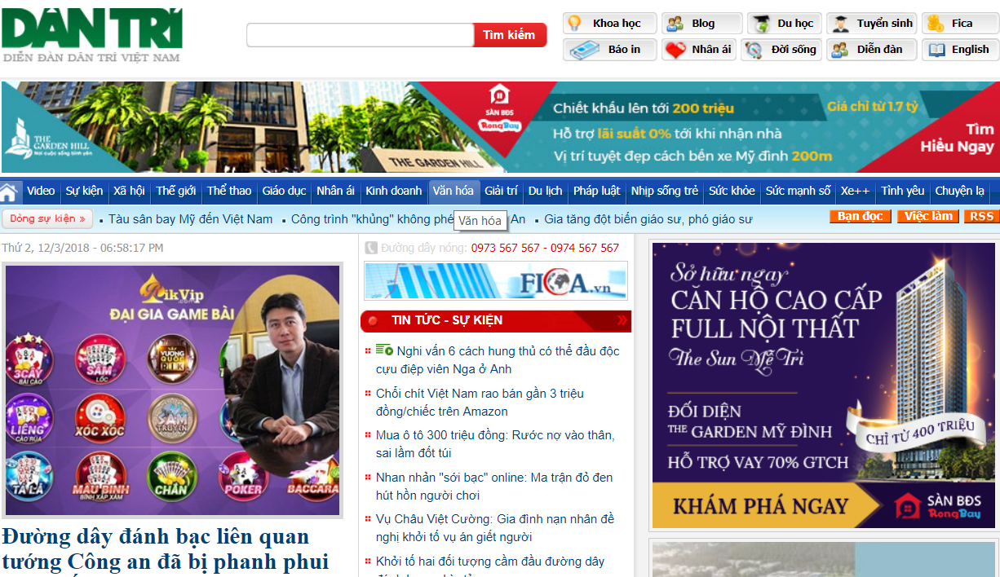 DÂN TRÍ
DIỄN ĐÀN DÂN TRÍ VIỆT NAM
Tìm kiếm
Khoa học
Blog
Du học
Tuyển sinh
Fica
Báo in
Nhân ái
Đời sống
Diễn đàn
English
THE GARDEN HILL
Nơi cuộc sống bình yên
THE GARDEN HILL
SÀN BĐS
RongBay
Chiết khấu lên tới 200 triệu
Hỗ trợ lãi suất 0% tới khi nhận nhà
Vị trí tuyệt đẹp cách bến xe Mỹ đình 200m
Giá chỉ từ 1.7 tỷ
Tìm
Hiểu Ngay
Video Sự kiện Xã hội Thế giới Thể thao Giáo dục Nhân ái Kinh doanh Văn hóa Giải trí Du lịch Pháp luật Nhịp sống trẻ Sức khỏe Sức mạnh số Xe++ Tình yêu Chuyện lạ
Dòng sự kiện »
Tàu sân bay Mỹ đến Việt Nam
Công trình "khủng" không phé An
Gia tăng đột biến giáo sư, phó giáo sư
Văn hóa
Bạn đọc
Việc làm
RSS
Thứ 2, 12/3/2018 - 06:58:17 PM
RikVip
.com
ĐẠI GIA GAME BÀI
3CÂY
BÀI CÀO
SÂM
LỐC
VƯƠNG
QUỐC
RIK
LIÊNG
CÀO RÙA
XÓC XÓC
SÂM
TRUYỀN
TÁ LẢ
MẬU BINH
BINH XẬP XÁM
CHẮN
POKER
BACCARA
Đường dây đánh bạc liên quan
tướng Công an đã bị phanh phui
Đường dây nóng: 0973 567 567 - 0974 567 567
FICA.vn
TIN TỨC - SỰ KIỆN
Nghi vấn 6 cách hung thủ có thể đầu độc
cựu điệp viên Nga ở Anh
Chổi chít Việt Nam rao bán gần 3 triệu
đồng/chiếc trên Amazon
Mua ô tô 300 triệu đồng: Rước nợ vào thân,
sai lầm đốt túi
Nhan nhản "sới bạc" online: Ma trận đỏ đen
hút hồn người chơi
Vụ Châu Việt Cường: Gia đình nạn nhân đề
nghị khởi tố vụ án giết người
Khởi tố hai đối tượng cầm đầu đường dây
Sở hữu ngay
CĂN HỘ CAO CẤP
FULL NỘI THẤT
The Sun Mễ Trì
ĐỐI DIỆN
THE GARDEN MỸ ĐÌNH
HỖ TRỢ VAY 70% GTCH
CHỈ TỪ 400 TRIỆU
KHÁM PHÁ NGAY
SÀN BĐS
RongBay